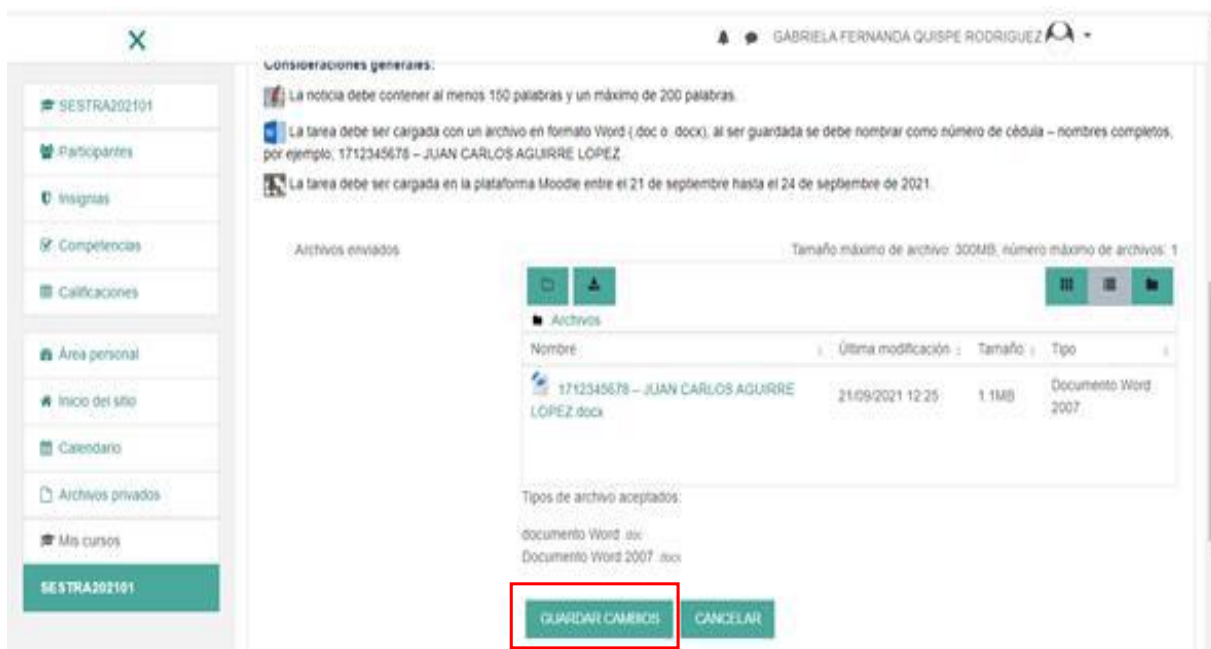 GABRIELA FERNANDA QUISPE RODRIGUEZ
SESTRA202101
Participantes
Insignias
Competencias
Calificaciones
Área personal
Inicio del sitio
Calendario
Archivos privados
Mis cursos
SESTRA202101
Consideraciones generales:
La noticia debe contener al menos 150 palabras y un máximo de 200 palabras.
La tarea debe ser cargada con un archivo en formato Word (.doc o .docx), al ser guardada se debe nombrar como número de cédula – nombres completos,
por ejemplo; 1712345678 – JUAN CARLOS AGUIRRE LOPEZ
La tarea debe ser cargada en la plataforma Moodle entre el 21 de septiembre hasta el 24 de septiembre de 2021.
Archivos enviados
Tamaño máximo de archivo: 300MB, número máximo de archivos: 1
Archivos
Nombre Última modificación Tamaño Tipo
1712345678 – JUAN CARLOS AGUIRRE
LOPEZ.docx
21/09/2021 12:25
1.1MB
Documento Word
2007
Tipos de archivo aceptados:
documento Word .doc
Documento Word 2007 .docx
GUARDAR CAMBIOS CANCELAR